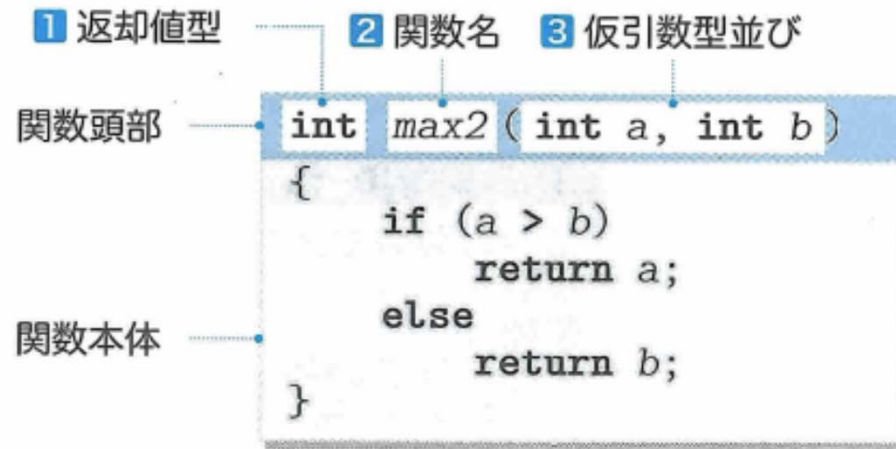 1 返却値型 2 関数名 3 仮引数型並び
関数頭部 int max2 ( int a, int b )
{
if (a > b)
return a;
else
関数本体
return b;
}